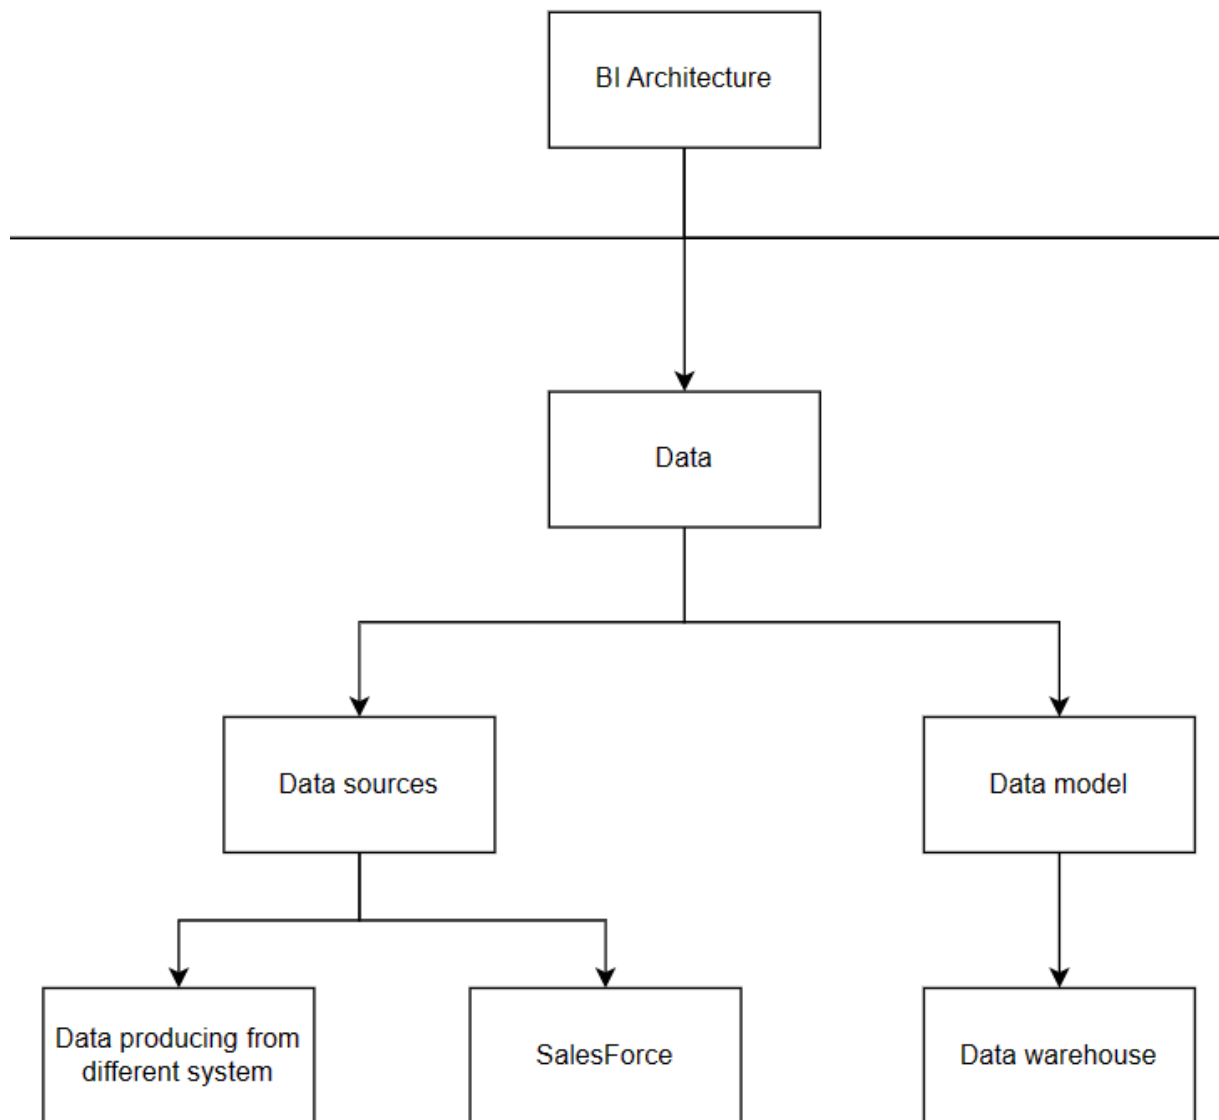 BI Architecture
Data
Data sources
Data model
Data producing from
different system
SalesForce
Data warehouse